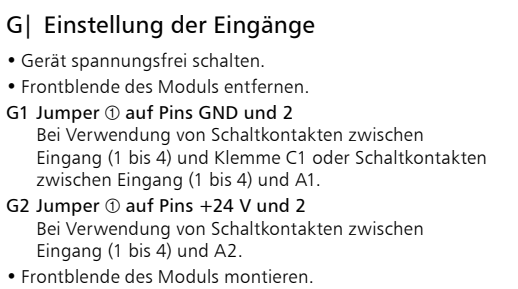 G| Einstellung der Eingänge
• Gerät spannungsfrei schalten.
• Frontblende des Moduls entfernen.
G1 Jumper ① auf Pins GND und 2
Bei Verwendung von Schaltkontakten zwischen
Eingang (1 bis 4) und Klemme C1 oder Schaltkontakten
zwischen Eingang (1 bis 4) und A1.
G2 Jumper ① auf Pins +24 V und 2
Bei Verwendung von Schaltkontakten zwischen
Eingang (1 bis 4) und A2.
• Frontblende des Moduls montieren.